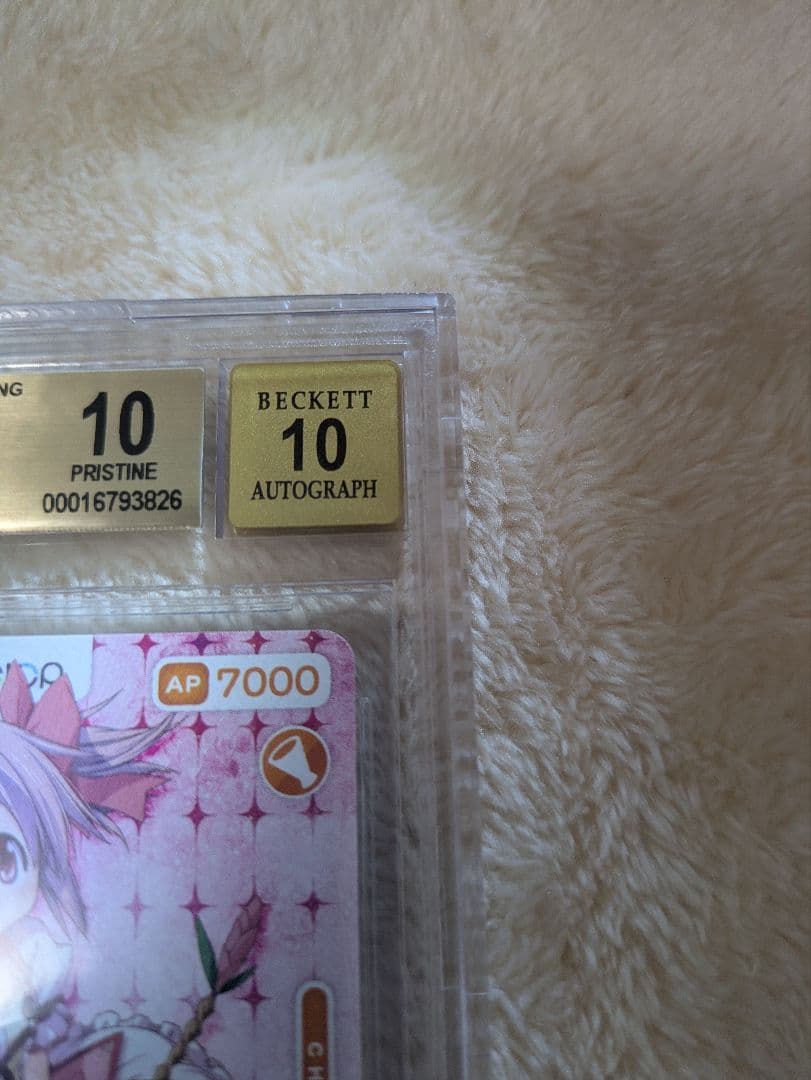 NG
10
PRISTINE
00016793826
BECKETT
10
AUTOGRAPH
AP 7000
C H